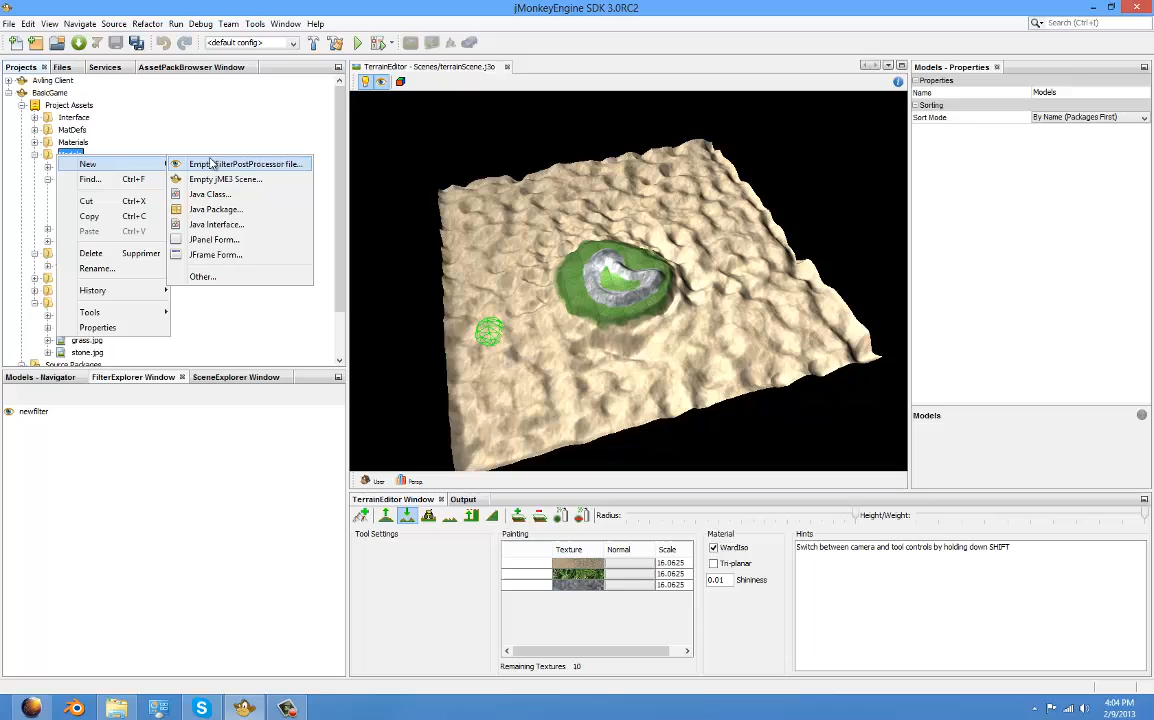 jMonkeyEngine SDK 3.0RC2
File Edit View Navigate Source Refactor Run Debug Team Tools Window Help
Search (Ctrl+I)
<default config>
Projects Files Services AssetPackBrowser Window
TerrainEditor - Scenes/terrainScene.j3o
Models - Properties
Avling Client
BasicGame
Project Assets
Interface
MatDefs
Materials
Models
New
Find... Ctrl+F
Cut Ctrl+X
Copy Ctrl+C
Paste Ctrl+V
Delete Supprimer
Rename...
History
Tools
Properties
Empty FilterPostProcessor file...
Empty jME3 Scene...
Java Class...
Java Package...
Java Interface...
JPanel Form...
JFrame Form...
Other...
grass.jpg
stone.jpg
Source Packages
Properties
Name Models
Sorting
Sort Mode By Name (Packages First)
Models
Models - Navigator FilterExplorer Window SceneExplorer Window
newfilter
User Persp.
TerrainEditor Window Output
Radius: Height/Weight:
Tool Settings
Painting
Texture Normal Scale
16.0625
16.0625
16.0625
Remaining Textures 10
Material
WardIso
Tri-planar
0.01 Shininess
Hints
Switch between camera and tool controls by holding down SHIFT
4:04 PM
2/9/2013